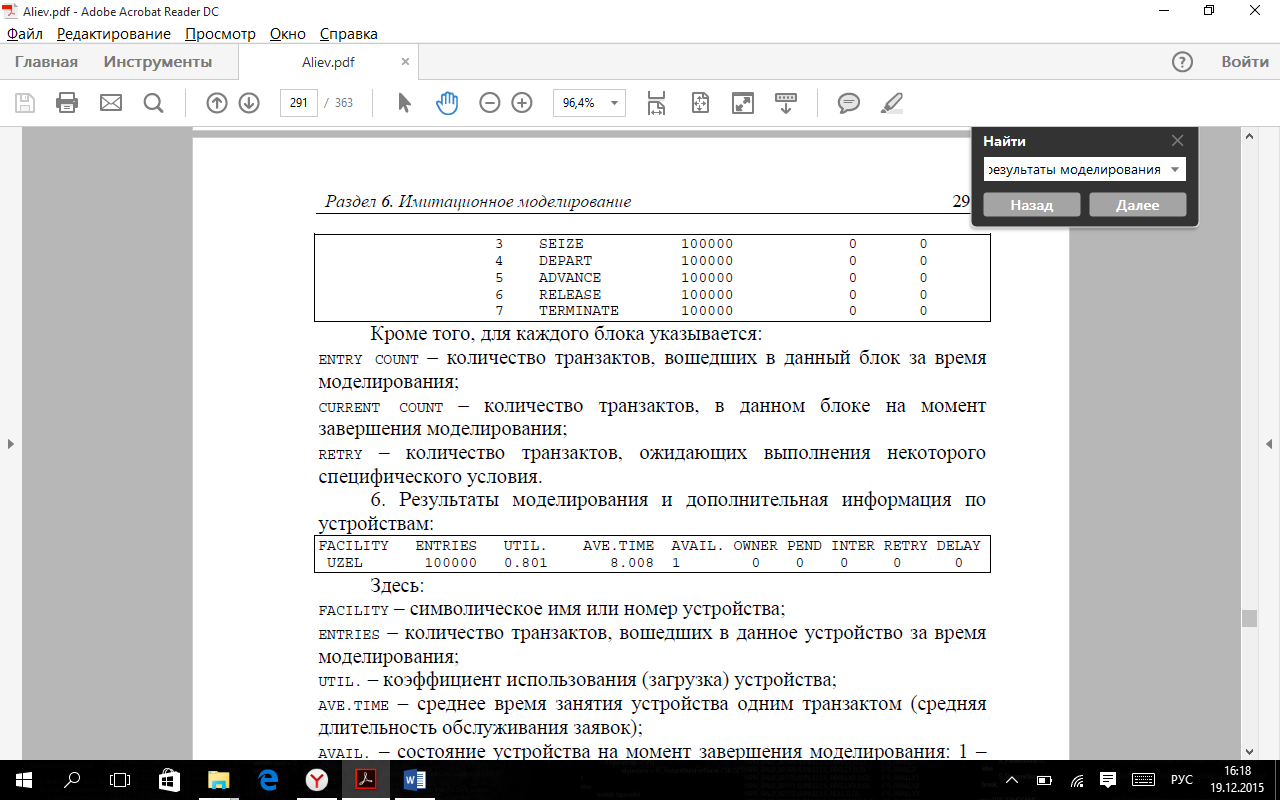 Aliev.pdf - Adobe Acrobat Reader DC
Файл Редактирование Просмотр Окно Справка
Главная Инструменты Aliev.pdf × Войти
291 / 363 96,4%
Найти
результаты моделирования
Назад Далее
Раздел 6. Имитационное моделирование 29
3 SEIZE 100000 0 0
4 DEPART 100000 0 0
5 ADVANCE 100000 0 0
6 RELEASE 100000 0 0
7 TERMINATE 100000 0 0
Кроме того, для каждого блока указывается:
ENTRY COUNT – количество транзактов, вошедших в данный блок за время
моделирования;
CURRENT COUNT – количество транзактов, в данном блоке на момент
завершения моделирования;
RETRY – количество транзактов, ожидающих выполнения некоторого
специфического условия.
6. Результаты моделирования и дополнительная информация по
устройствам:
FACILITY ENTRIES UTIL. AVE.TIME AVAIL. OWNER PEND INTER RETRY DELAY
UZEL 100000 0.801 8.008 1 0 0 0 0 0
Здесь:
FACILITY – символическое имя или номер устройства;
ENTRIES – количество транзактов, вошедших в данное устройство за время
моделирования;
UTIL. – коэффициент использования (загрузка) устройства;
AVE.TIME – среднее время занятия устройства одним транзактом (средняя
длительность обслуживания заявок);
AVAIL. – состояние устройства на момент завершения моделирования: 1 –
РУС
16:18
19.12.2015